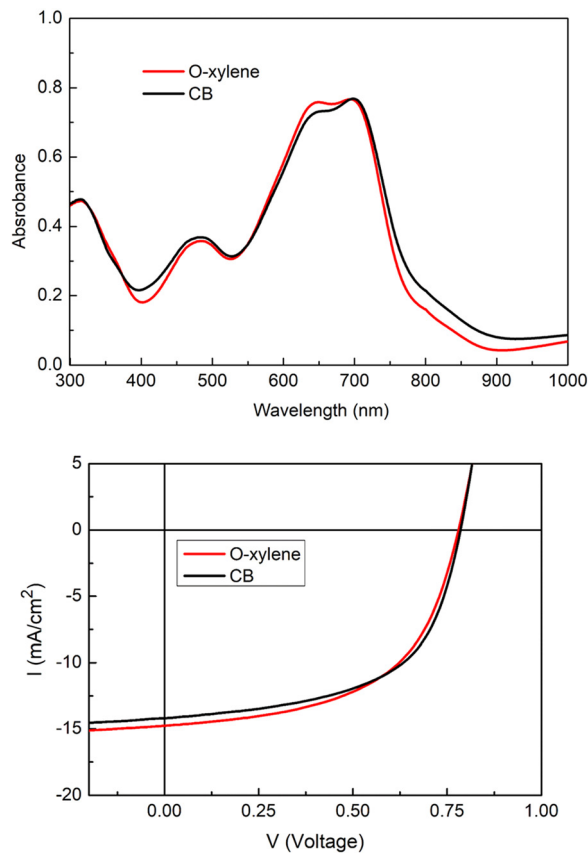 1.0
0.8
0.6
0.4
0.2
0.0
Absrobance
O-xylene
CB
300 400 500 600 700 800 900 1000
Wavelength (nm)
5
0
-5
-10
-15
-20
I (mA/cm²)
O-xylene
CB
0.00 0.25 0.50 0.75 1.00
V (Voltage)